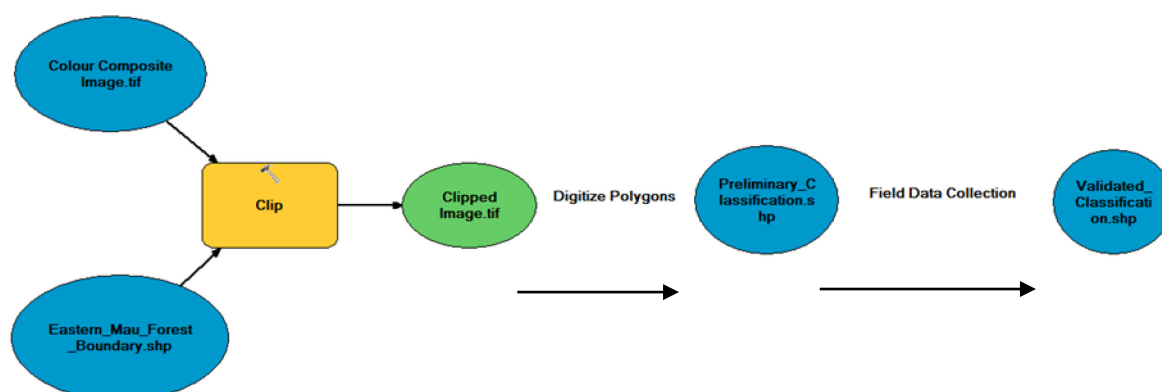 Colour Composite
Image.tif
Clip
Eastern_Mau_Forest
_Boundary.shp
Clipped
Image.tif
Digitize Polygons
Preliminary_C
lassification.s
hp
Field Data Collection
Validated_
Classificati
on.shp